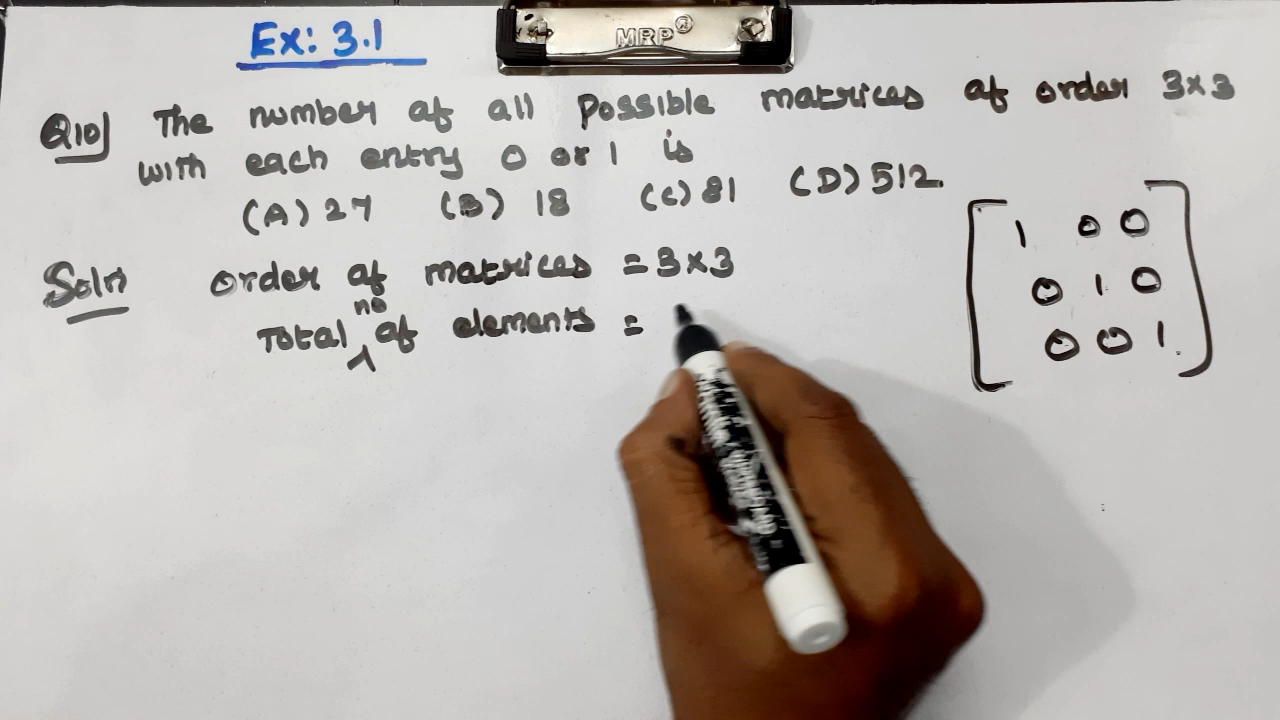 Ex: 3.1
MRP®
Q10] The number of all possible matrices of order 3×3
with each entry 0 or 1 is
(A) 27 (B) 18 (C) 81 (D) 512.
Soln order of matrices = 3×3
Total no of elements =
1 0 0
0 1 0
0 0 1.